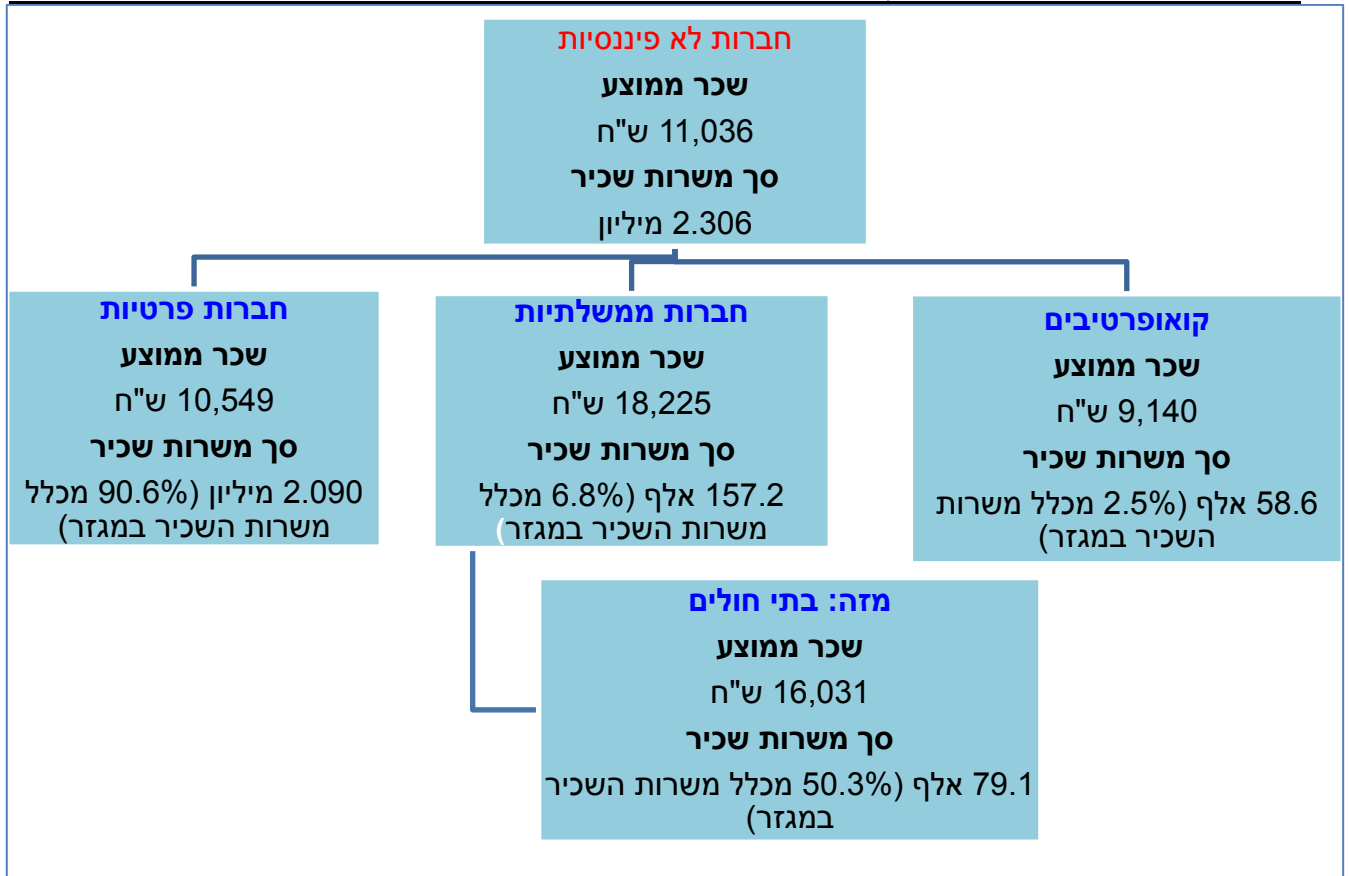 חברות לא פיננסיות
שכר ממוצע
11,036 ש"ח
סך משרות שכיר
2.306 מיליון
חברות פרטיות
שכר ממוצע
10,549 ש"ח
סך משרות שכיר
2.090 מיליון (90.6% מכלל
משרות השכיר במגזר)
חברות ממשלתיות
שכר ממוצע
18,225 ש"ח
סך משרות שכיר
157.2 אלף (6.8% מכלל
משרות השכיר במגזר)
קואופרטיבים
שכר ממוצע
9,140 ש"ח
סך משרות שכיר
58.6 אלף (2.5% מכלל משרות
השכיר במגזר)
מזה: בתי חולים
שכר ממוצע
16,031 ש"ח
סך משרות שכיר
79.1 אלף (50.3% מכלל משרות השכיר
במגזר)